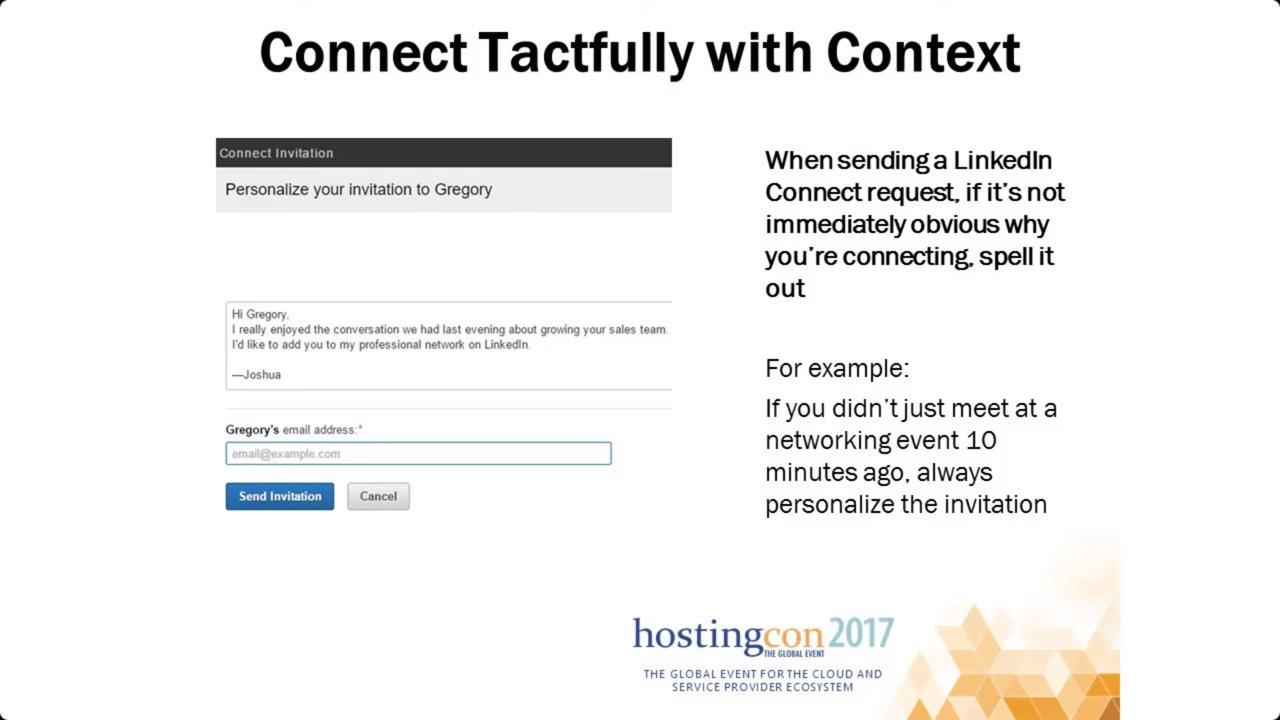 Connect Tactfully with Context
Connect Invitation
Personalize your invitation to Gregory
Hi Gregory,
I really enjoyed the conversation we had last evening about growing your sales team.
I'd like to add you to my professional network on LinkedIn.
—Joshua
Gregory's email address:*
email@example.com
Send Invitation Cancel
When sending a LinkedIn
Connect request, if it's not
immediately obvious why
you're connecting, spell it
out
For example:
If you didn't just meet at a
networking event 10
minutes ago, always
personalize the invitation
hostingcon 2017
THE GLOBAL EVENT
THE GLOBAL EVENT FOR THE CLOUD AND
SERVICE PROVIDER ECOSYSTEM